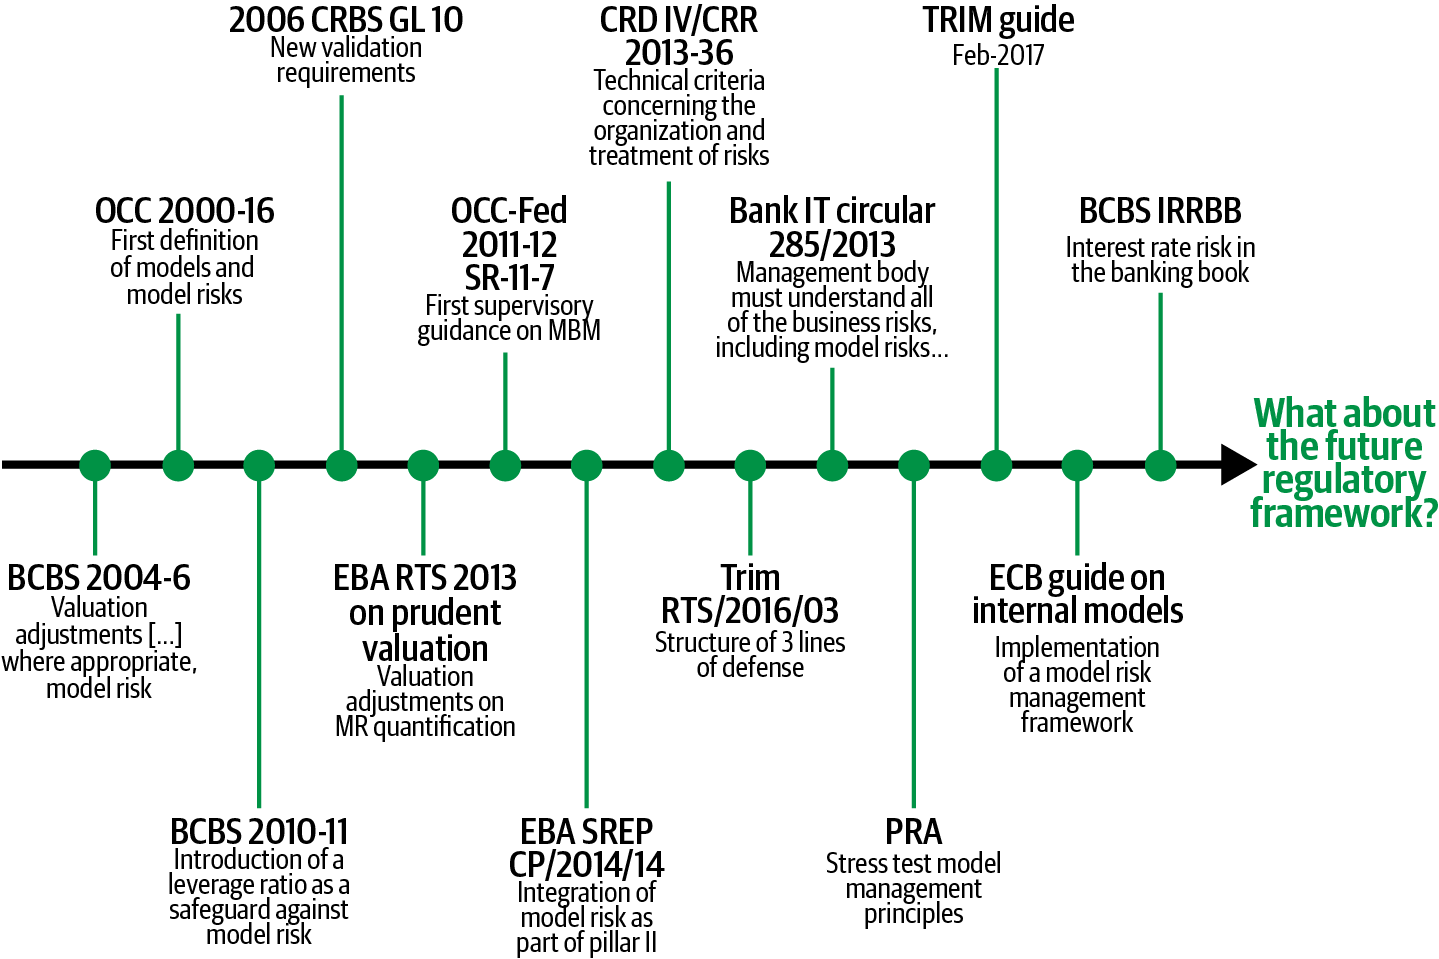 2006 CRBS GL 10
New validation
requirements
CRD IV/CRR
2013-36
Technical criteria
concerning the
organization and
treatment of risks
TRIM guide
Feb-2017
OCC 2000-16
First definition
of models and
model risks
OCC-Fed
2011-12
SR-11-7
First supervisory
guidance on MBM
Bank IT circular
285/2013
Management body
must understand all
of the business risks,
including model risks...
BCBS IRRBB
Interest rate risk in
the banking book
What about
the future
regulatory
framework?
BCBS 2004-6
Valuation
adjustments [...]
where appropriate,
model risk
EBA RTS 2013
on prudent
valuation
Valuation
adjustments on
MR quantification
Trim
RTS/2016/03
Structure of 3 lines
of defense
ECB guide on
internal models
Implementation
of a model risk
management
framework
BCBS 2010-11
Introduction of a
leverage ratio as a
safeguard against
model risk
EBA SREP
CP/2014/14
Integration of
model risk as
part of pillar II
PRA
Stress test model
management
principles